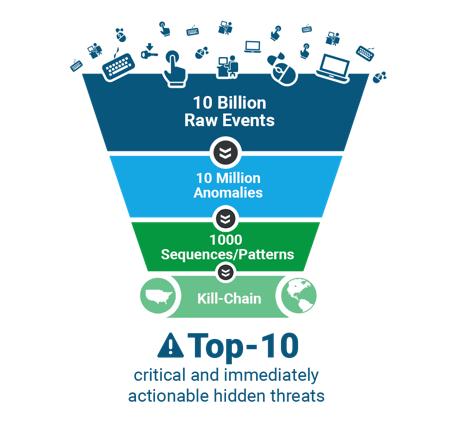 10 Billion
Raw Events
10 Million
Anomalies
1000
Sequences/Patterns
Kill-Chain
Top-10
critical and immediately
actionable hidden threats